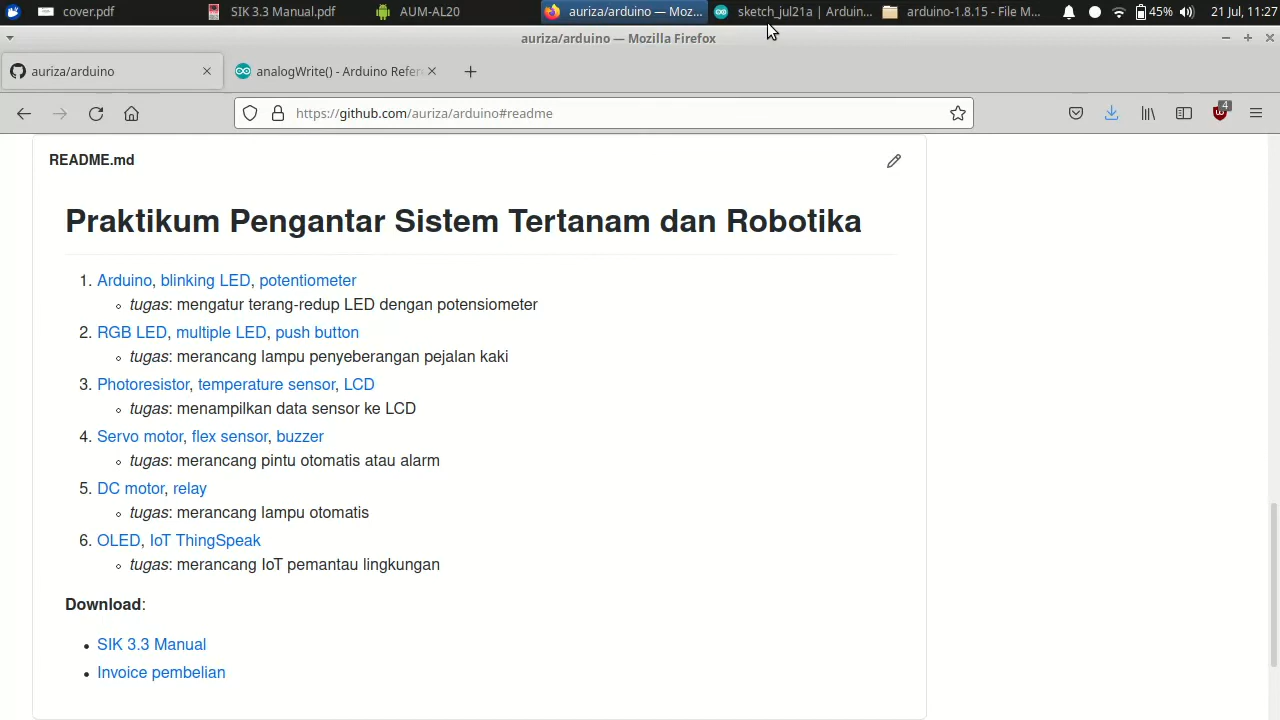 cover.pdf SIK 3.3 Manual.pdf AUM-AL20 auriza/arduino — Moz... sketch_jul21a | Arduin... arduino-1.8.15 - File M... 45% 21 Jul, 11:27
auriza/arduino — Mozilla Firefox
auriza/arduino analogWrite() - Arduino Refer
https://github.com/auriza/arduino#readme 4
README.md
Praktikum Pengantar Sistem Tertanam dan Robotika
1. Arduino, blinking LED, potentiometer
tugas: mengatur terang-redup LED dengan potensiometer
2. RGB LED, multiple LED, push button
tugas: merancang lampu penyeberangan pejalan kaki
3. Photoresistor, temperature sensor, LCD
tugas: menampilkan data sensor ke LCD
4. Servo motor, flex sensor, buzzer
tugas: merancang pintu otomatis atau alarm
5. DC motor, relay
tugas: merancang lampu otomatis
6. OLED, IoT ThingSpeak
tugas: merancang IoT pemantau lingkungan
Download:
SIK 3.3 Manual
Invoice pembelian